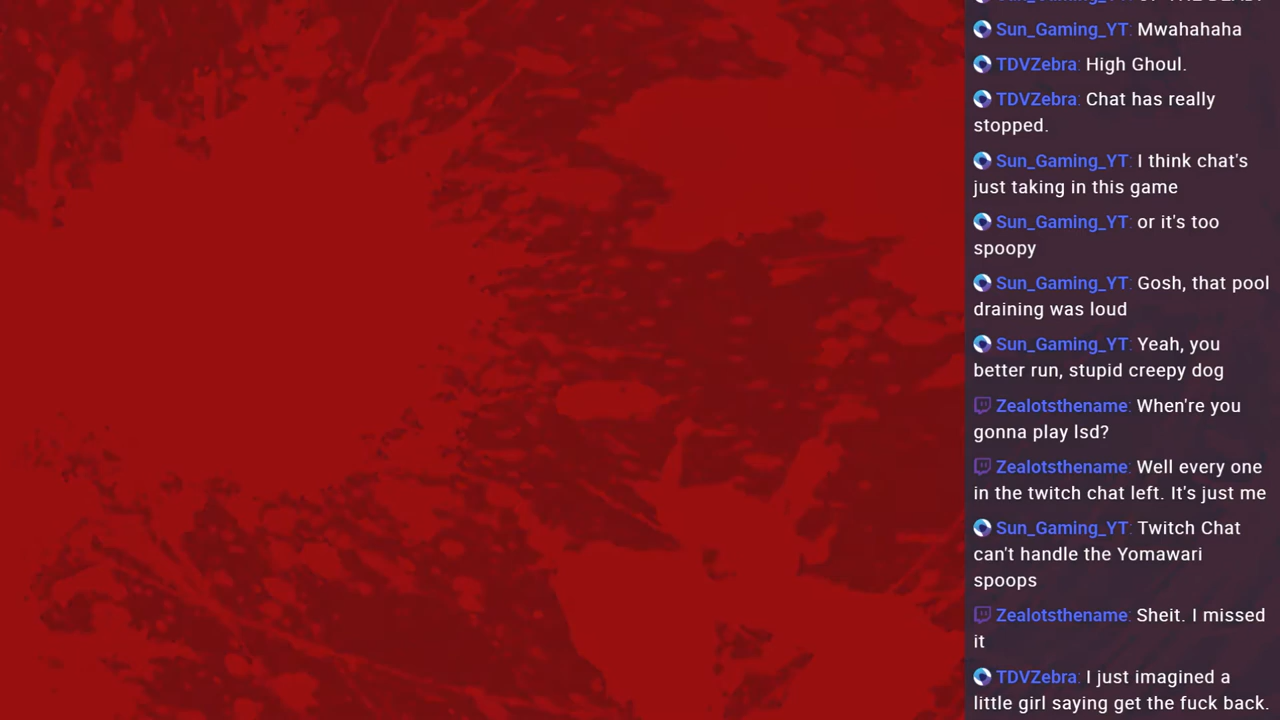 Sun_Gaming_YT: Mwahahaha
TDVZebra: High Ghoul.
TDVZebra: Chat has really
stopped.
Sun_Gaming_YT: I think chat's
just taking in this game
Sun_Gaming_YT: or it's too
spoopy
Sun_Gaming_YT: Gosh, that pool
draining was loud
Sun_Gaming_YT: Yeah, you
better run, stupid creepy dog
Zealotsthename: When're you
gonna play lsd?
Zealotsthename: Well every one
in the twitch chat left. It's just me
Sun_Gaming_YT: Twitch Chat
can't handle the Yomawari
spoops
Zealotsthename: Sheit. I missed
it
TDVZebra: I just imagined a
little girl saying get the fuck back.